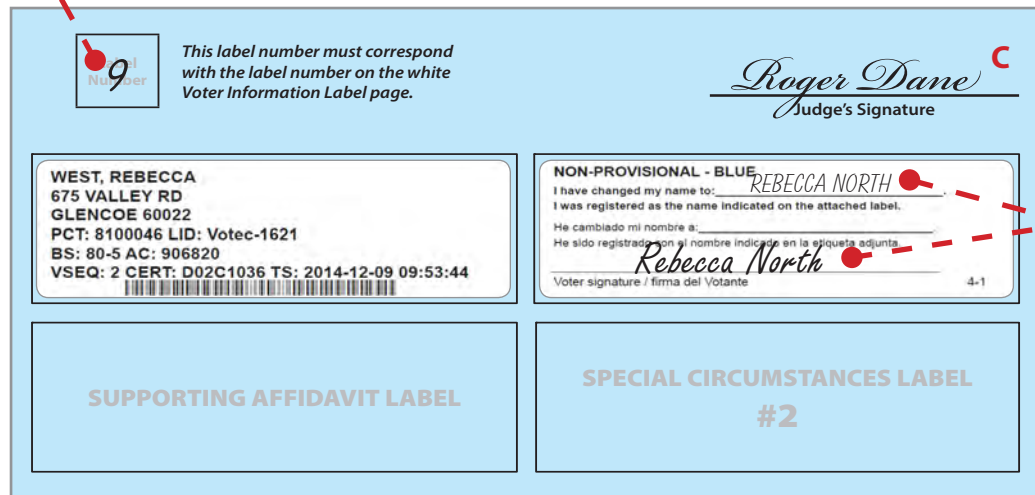 9
Label
Number
This label number must correspond
with the label number on the white
Voter Information Label page.
Roger Dane
Judge's Signature
C
WEST, REBECCA
675 VALLEY RD
GLENCOE 60022
PCT: 8100046 LID: Votec-1621
BS: 80-5 AC: 906820
VSEQ: 2 CERT: D02C1036 TS: 2014-12-09 09:53:44
NON-PROVISIONAL - BLUE
I have changed my name to: REBECCA NORTH.
I was registered as the name indicated on the attached label.
He cambiado mi nombre a:
He sido registrado con el nombre indicado en la etiqueta adjunta.
Rebecca North
Voter signature / firma del Votante 4-1
SUPPORTING AFFIDAVIT LABEL
SPECIAL CIRCUMSTANCES LABEL
#2